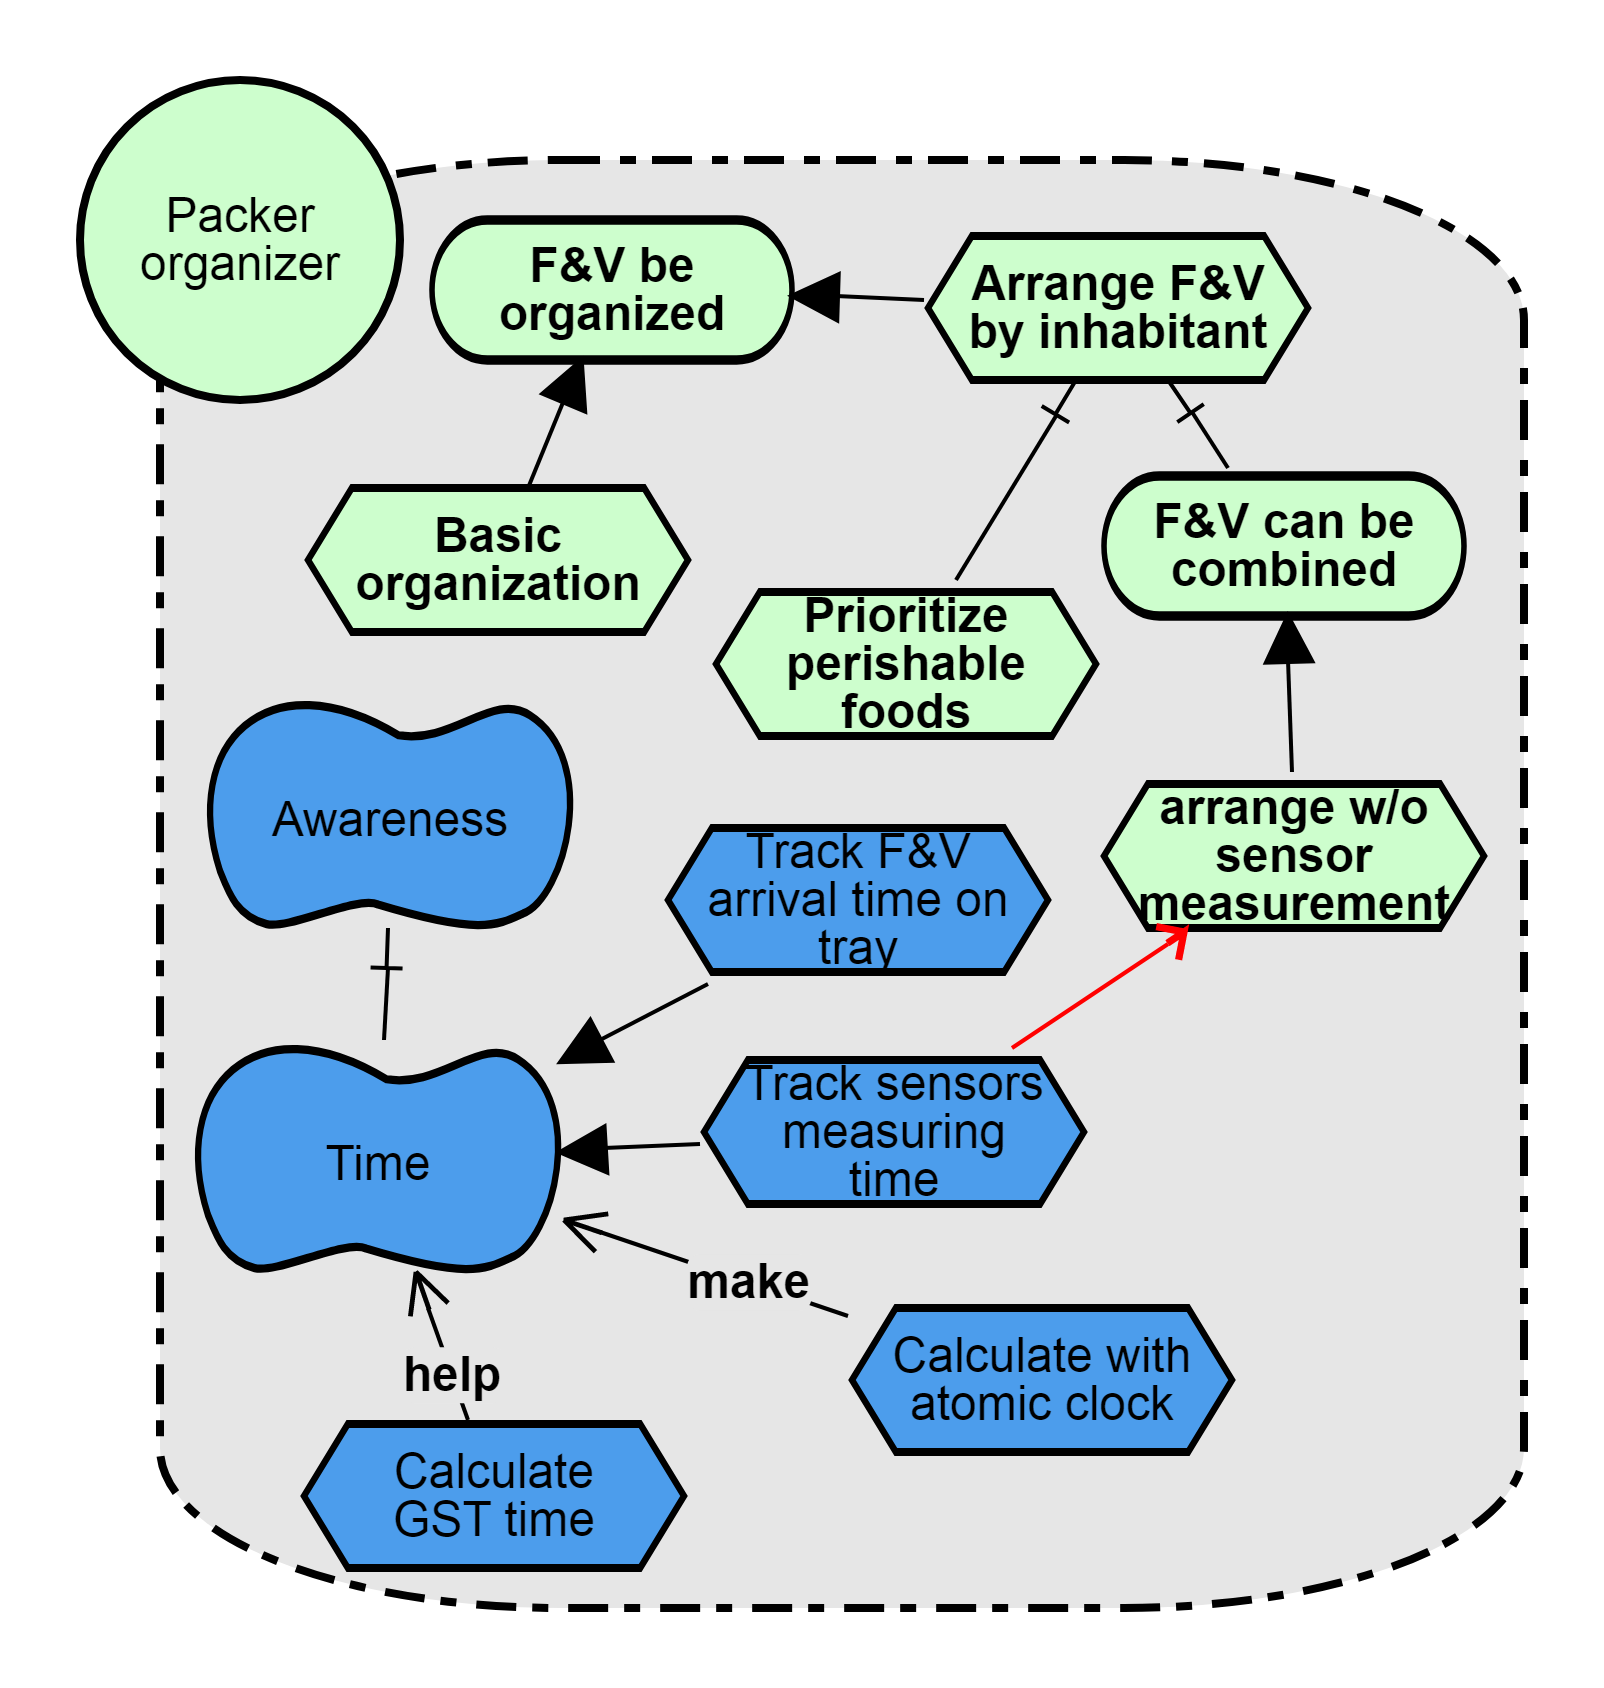 Packer
organizer
F&V be
organized
Arrange F&V
by inhabitant
Basic
organization
F&V can be
combined
Prioritize
perishable
foods
Awareness
Track F&V
arrival time on
tray
arrange w/o
sensor
measurement
Time
Track sensors
measuring
time
make
help
Calculate with
atomic clock
Calculate
GST time